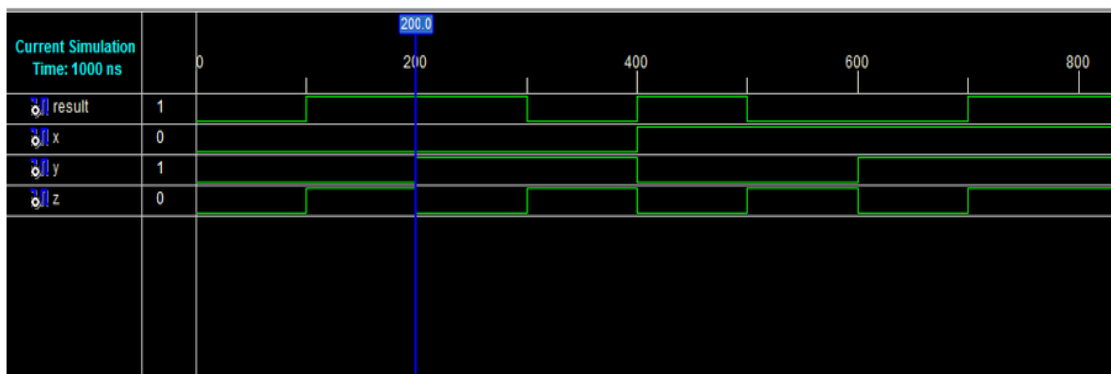 200.0
Current Simulation
Time: 1000 ns
0 200 400 600 800
result 1
x 0
y 1
z 0